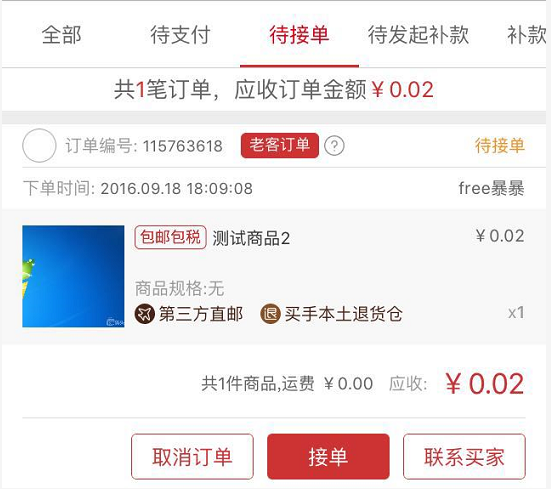 全部 待支付 待接单 待发起补款 补款
共1笔订单，应收订单金额￥0.02
订单编号: 115763618 老客订单 ? 待接单
下单时间: 2016.09.18 18:09:08 free暴暴
包邮包税 测试商品2 ￥0.02
商品规格:无
第三方直邮 退 买手本土退货仓 x1
共1件商品,运费 ￥0.00 应收: ￥0.02
取消订单 接单 联系买家